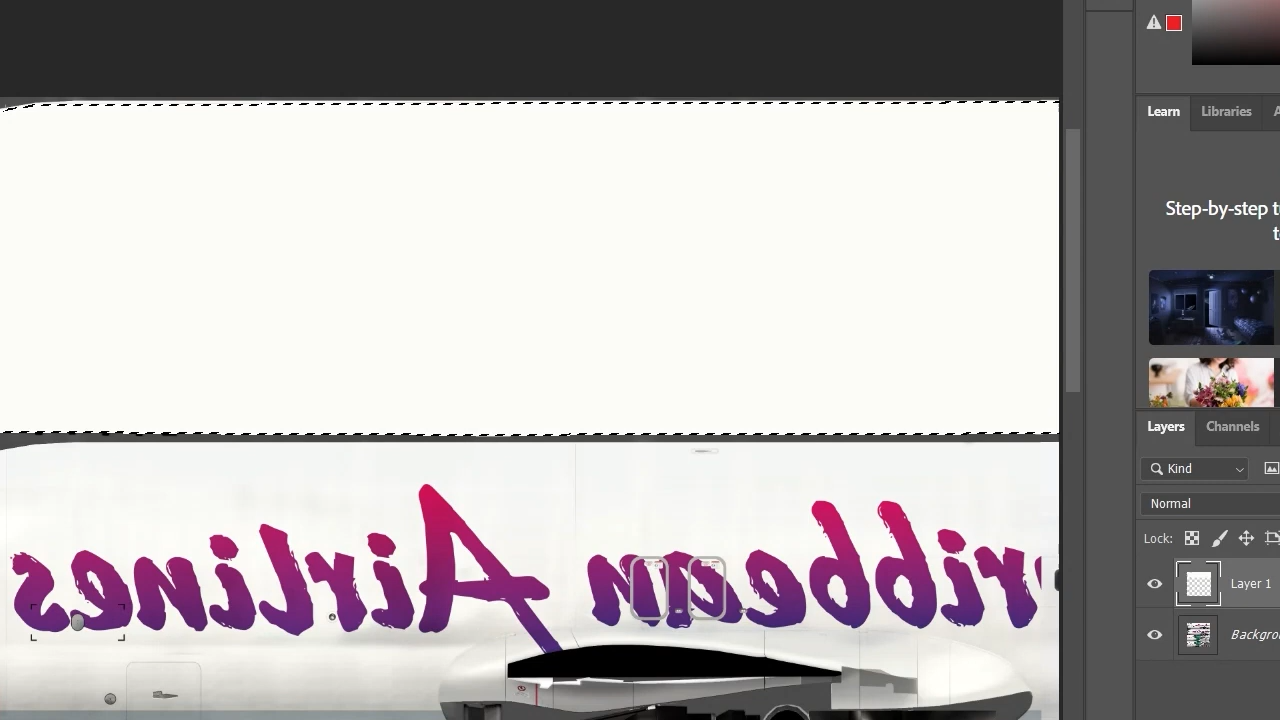 Learn Libraries
Step-by-step
Layers Channels
Kind
Normal
Lock:
Layer 1
Airlines ribbean